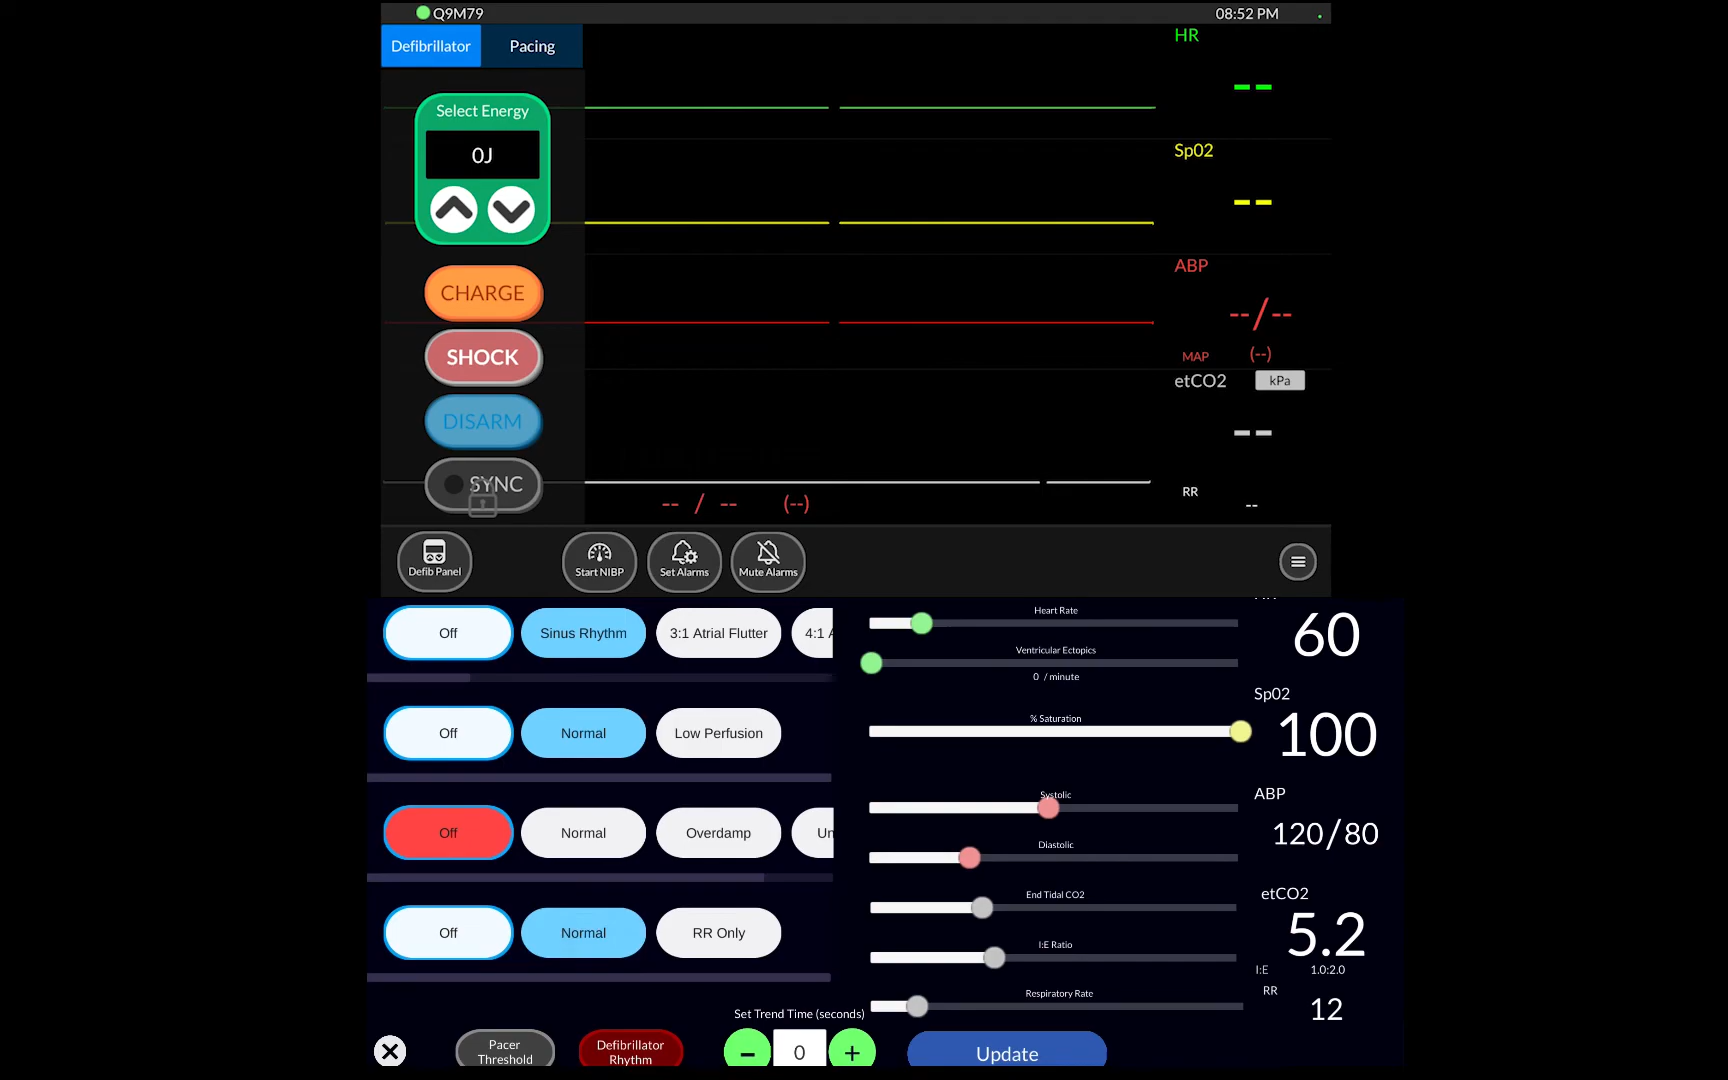 Q9M79
08:52 PM
Defibrillator
Pacing
HR
--
Select Energy
0J
Sp02
--
CHARGE
ABP
--/--
SHOCK
MAP
(--)
etCO2
kPa
DISARM
--
SYNC
RR
-- / -- (--)
--
Defib Panel
Start NIBP
Set Alarms
Mute Alarms
Off
Sinus Rhythm
3:1 Atrial Flutter
4:1
Heart Rate
60
Ventricular Ectopics
0 / minute
Sp02
Off
Normal
Low Perfusion
% Saturation
100
Systolic
ABP
Off
Normal
Overdamp
Un
120/80
Diastolic
End Tidal CO2
etCO2
Off
Normal
RR Only
5.2
I:E Ratio
I:E
1.0:2.0
Respiratory Rate
RR
12
Set Trend Time (seconds)
Pacer
Threshold
Defibrillator
Rhythm
–
0
+
Update